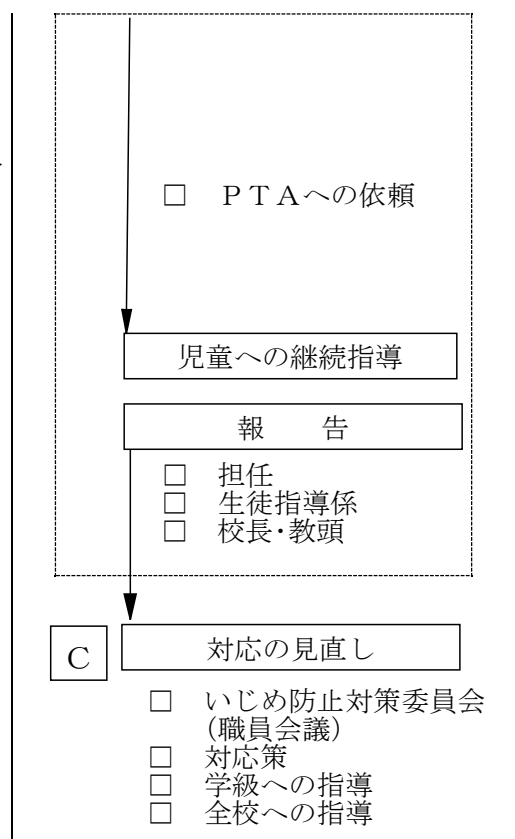 □ ＰＴＡへの依頼
児童への継続指導
報　　告
□ 担任
□ 生徒指導係
□ 校長・教頭
Ｃ
対応の見直し
□ いじめ防止対策委員会
（職員会議）
□ 対応策
□ 学級への指導
□ 全校への指導